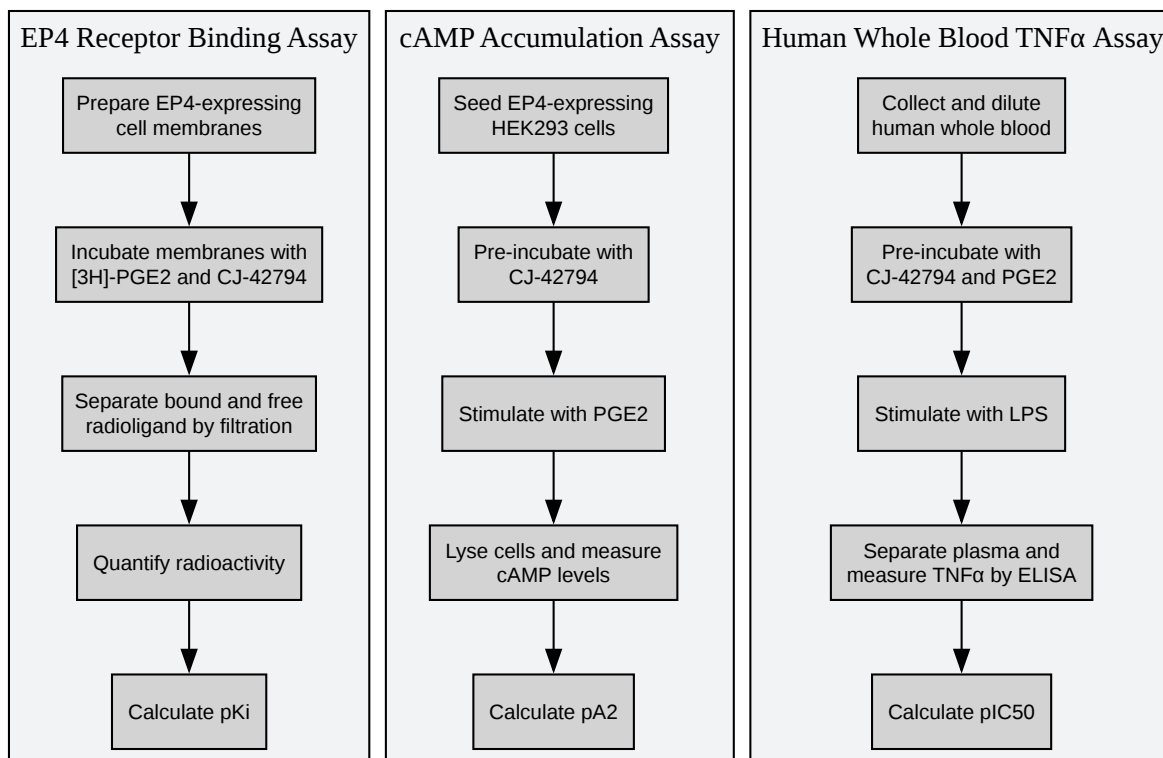 EP4 Receptor Binding Assay
Prepare EP4-expressing
cell membranes
Incubate membranes with
[3H]-PGE2 and CJ-42794
Separate bound and free
radioligand by filtration
Quantify radioactivity
Calculate pKi
cAMP Accumulation Assay
Seed EP4-expressing
HEK293 cells
Pre-incubate with
CJ-42794
Stimulate with PGE2
Lyse cells and measure
cAMP levels
Calculate pA2
Human Whole Blood TNFα Assay
Collect and dilute
human whole blood
Pre-incubate with
CJ-42794 and PGE2
Stimulate with LPS
Separate plasma and
measure TNFα by ELISA
Calculate pIC50